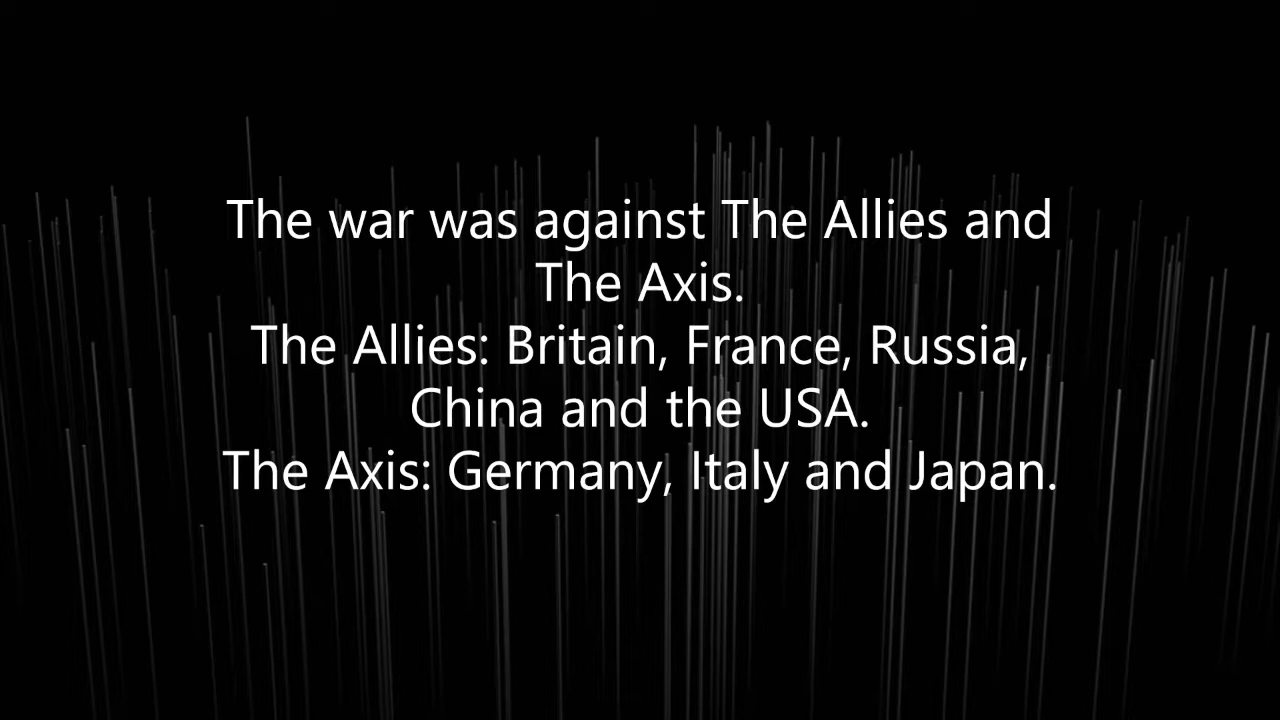 The war was against The Allies and
The Axis.
The Allies: Britain, France, Russia,
China and the USA.
The Axis: Germany, Italy and Japan.